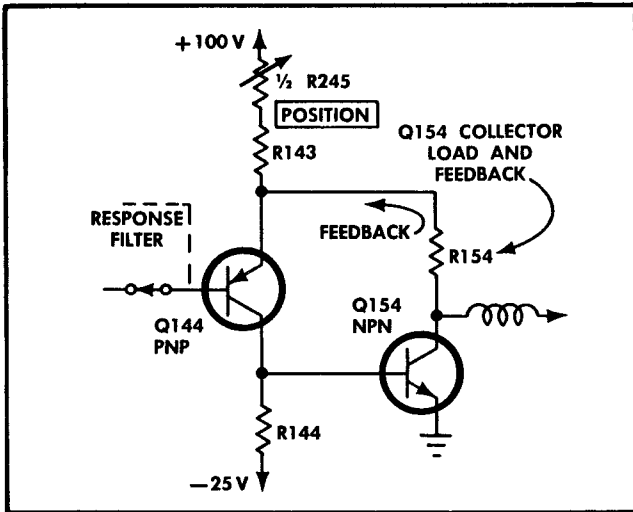 +100 V
½ R245
POSITION
R143
Q154 COLLECTOR
LOAD AND
FEEDBACK
RESPONSE
FILTER
FEEDBACK
R154
Q144
PNP
Q154
NPN
R144
−25 V